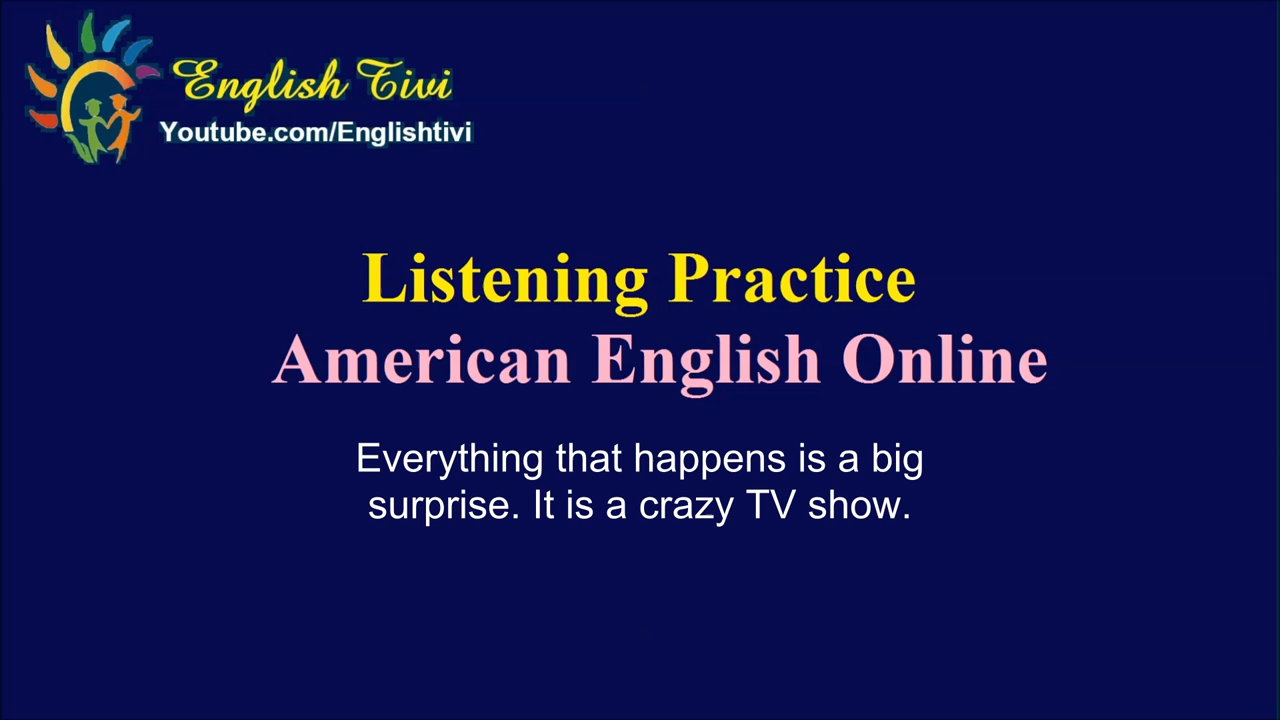 English Tivi
Youtube.com/Englishtivi
Listening Practice
American English Online
Everything that happens is a big
surprise. It is a crazy TV show.